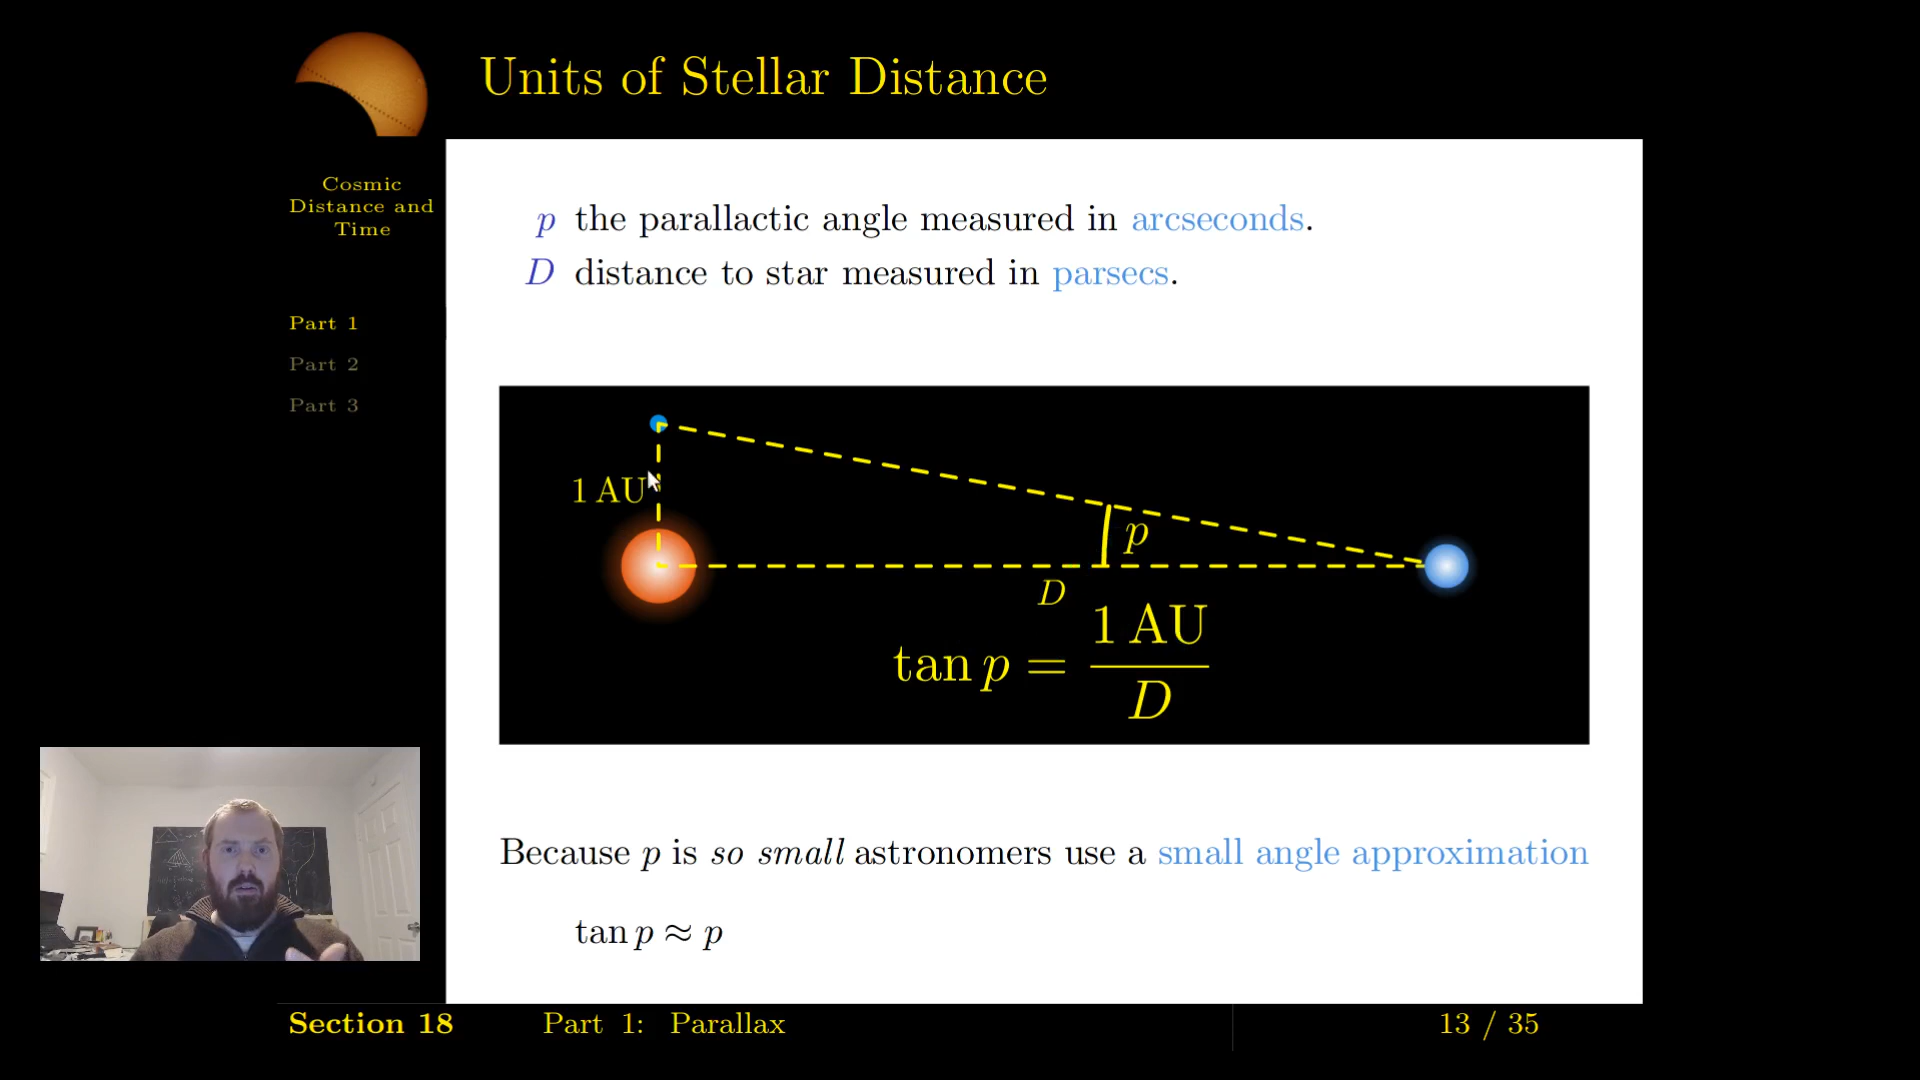 Units of Stellar Distance
Cosmic
Distance and
Time
Part 1
Part 2
Part 3
p the parallactic angle measured in arcseconds.
D distance to star measured in parsecs.
1 AU
p
D
tan p = 1 AU / D
Because p is so small astronomers use a small angle approximation
tan p ≈ p
Section 18 Part 1: Parallax 13 / 35